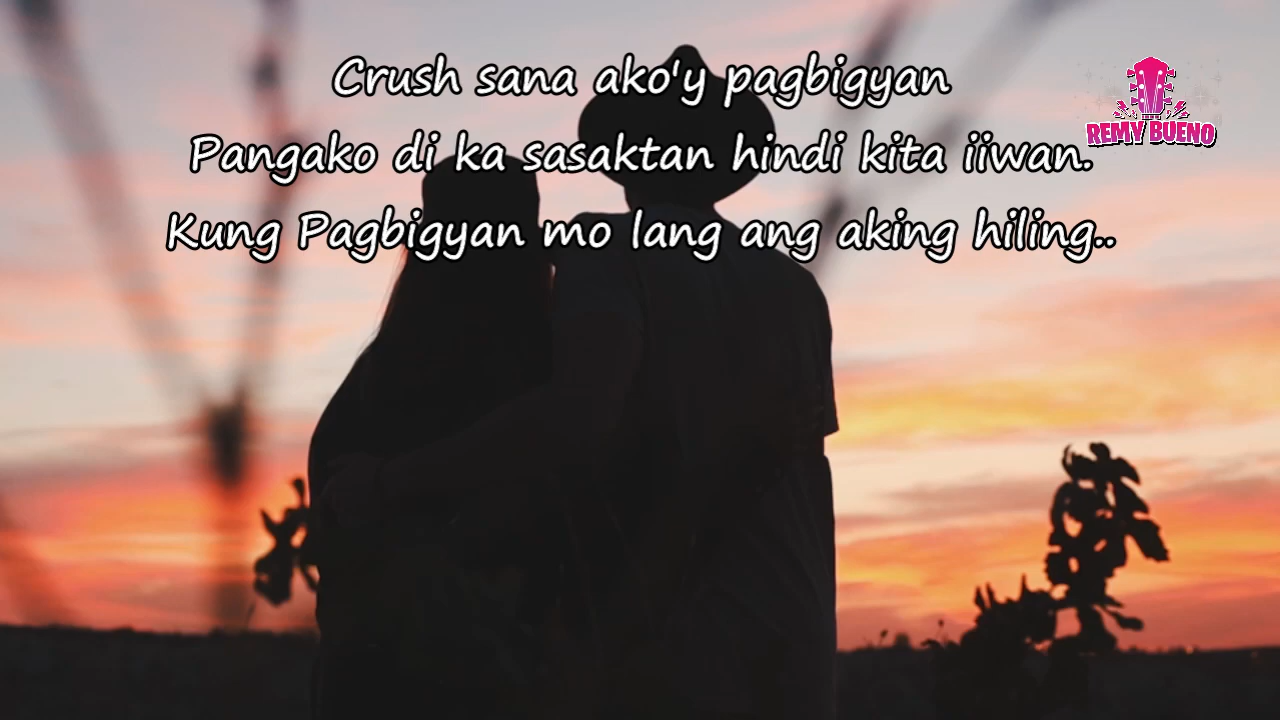 Crush sana ako'y pagbigyan
Pangako di ka sasaktan hindi kita iiwan.
Kung Pagbigyan mo lang ang aking hiling..
REMY BUENO